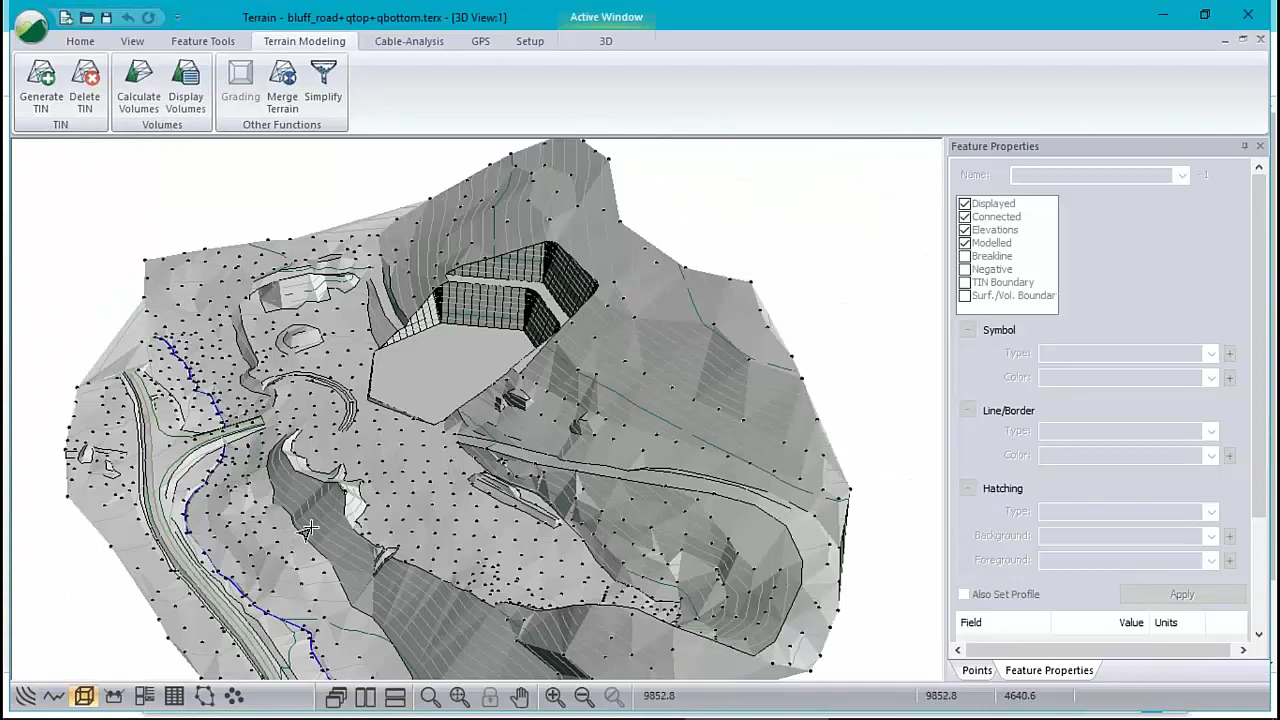 Terrain - bluff_road+qtop+qbottom.terx - [3D View:1]
Active Window
Home View Feature Tools Terrain Modeling Cable-Analysis GPS Setup 3D
Generate TIN
Delete TIN
Calculate Volumes
Display Volumes
Grading
Merge Terrain
Simplify
TIN Volumes Other Functions
Feature Properties
Name: - 1
Displayed
Connected
Elevations
Modelled
Breakline
Negative
TIN Boundary
Surf./Vol. Boundar
Symbol
Type:
Color:
Line/Border
Type:
Color:
Hatching
Type:
Background:
Foreground:
Also Set Profile Apply
Field Value Units
Points Feature Properties
9852.8 9852.8 4640.6